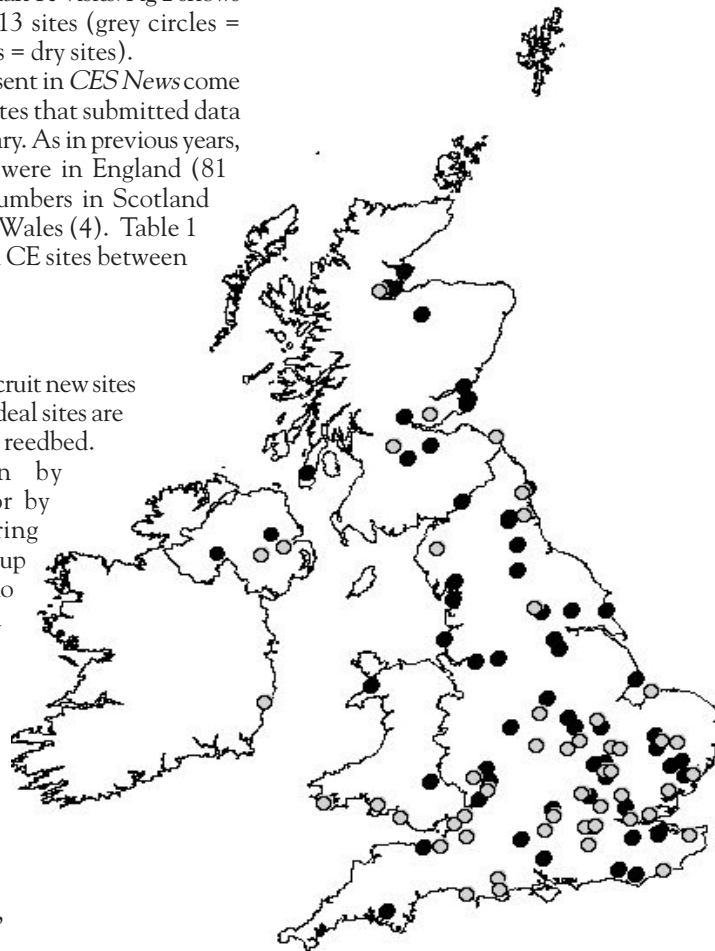 13 sites (grey circles =
s = dry sites).
sent in CES News come
tes that submitted data
ary. As in previous years,
were in England (81
umbers in Scotland
Wales (4). Table 1
CE sites between
cruit new sites
deal sites are
reedbed.
n by
or by
ring
up